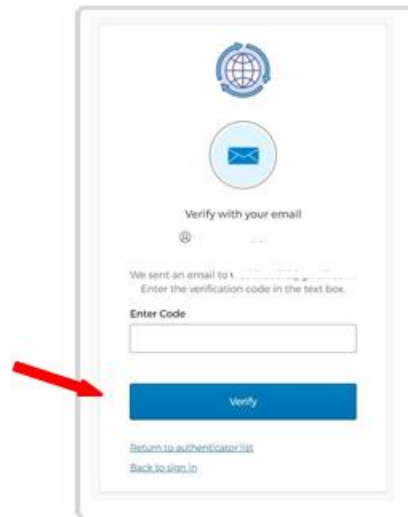 Verify with your email
We sent an email to
Enter the verification code in the text box.
Enter Code
Verify
Return to authenticator list
Back to sign in